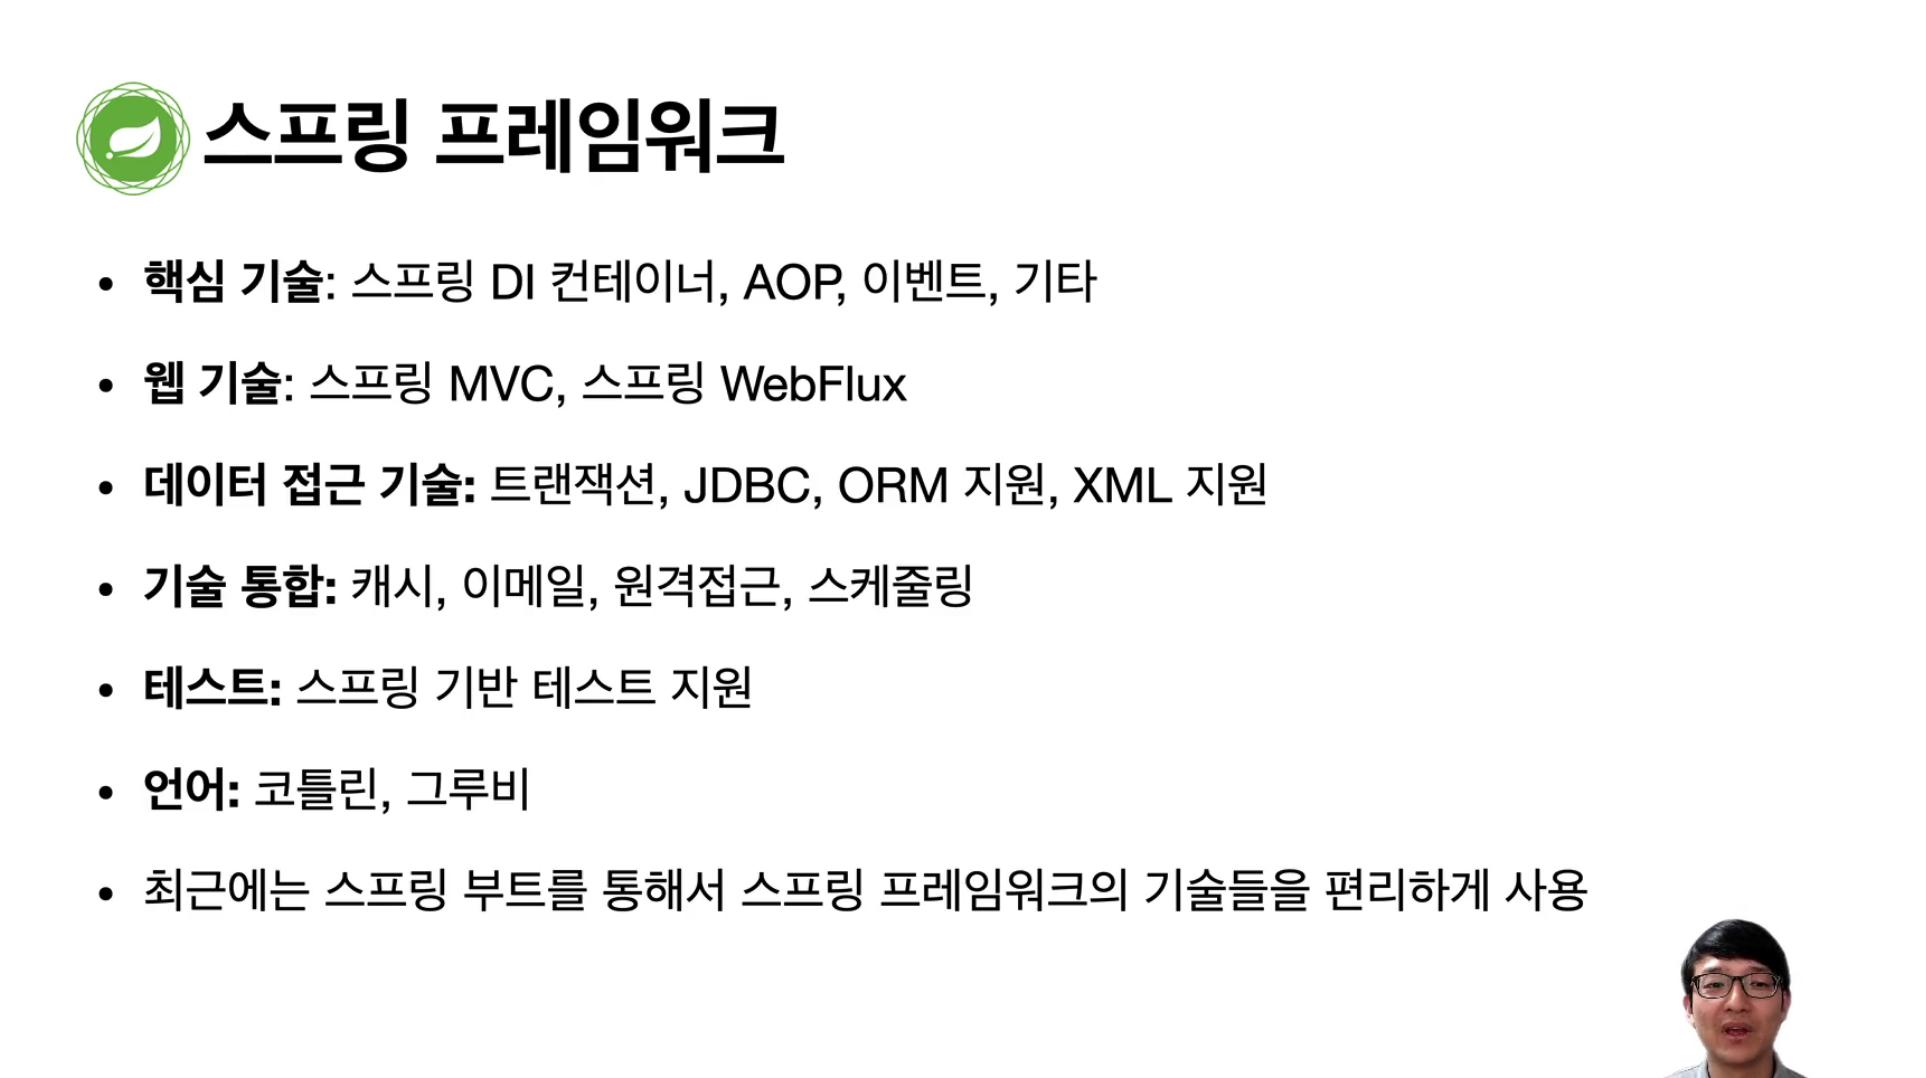 스프링 프레임워크
• 핵심 기술: 스프링 DI 컨테이너, AOP, 이벤트, 기타
• 웹 기술: 스프링 MVC, 스프링 WebFlux
• 데이터 접근 기술: 트랜잭션, JDBC, ORM 지원, XML 지원
• 기술 통합: 캐시, 이메일, 원격접근, 스케줄링
• 테스트: 스프링 기반 테스트 지원
• 언어: 코틀린, 그루비
• 최근에는 스프링 부트를 통해서 스프링 프레임워크의 기술들을 편리하게 사용